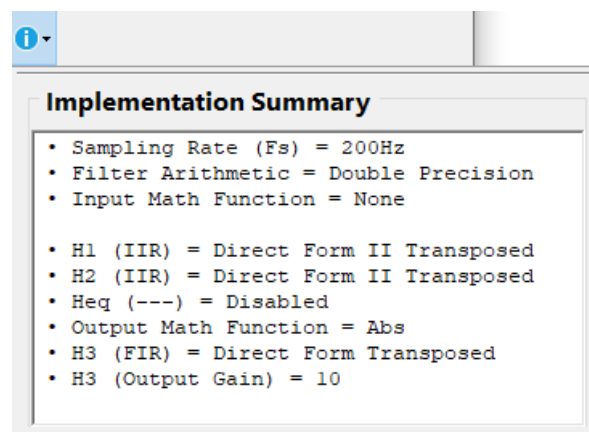 Implementation Summary
• Sampling Rate (Fs) = 200Hz
• Filter Arithmetic = Double Precision
• Input Math Function = None
• H1 (IIR) = Direct Form II Transposed
• H2 (IIR) = Direct Form II Transposed
• Heq (---) = Disabled
• Output Math Function = Abs
• H3 (FIR) = Direct Form Transposed
• H3 (Output Gain) = 10